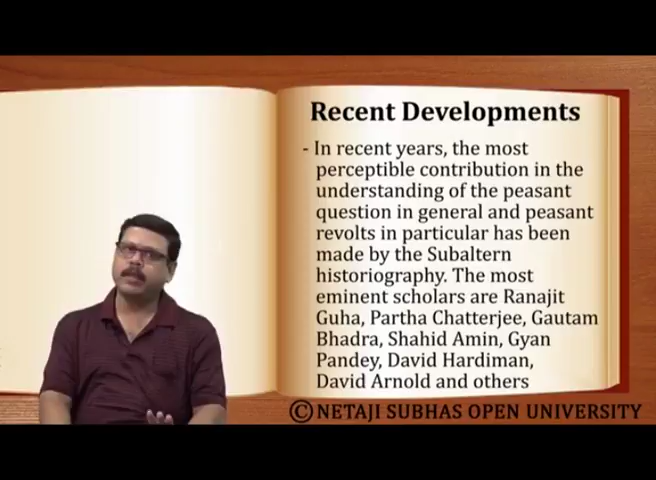 Recent Developments
- In recent years, the most
perceptible contribution in the
understanding of the peasant
question in general and peasant
revolts in particular has been
made by the Subaltern
historiography. The most
eminent scholars are Ranajit
Guha, Partha Chatterjee, Gautam
Bhadra, Shahid Amin, Gyan
Pandey, David Hardiman,
David Arnold and others
© NETAJI SUBHAS OPEN UNIVERSITY